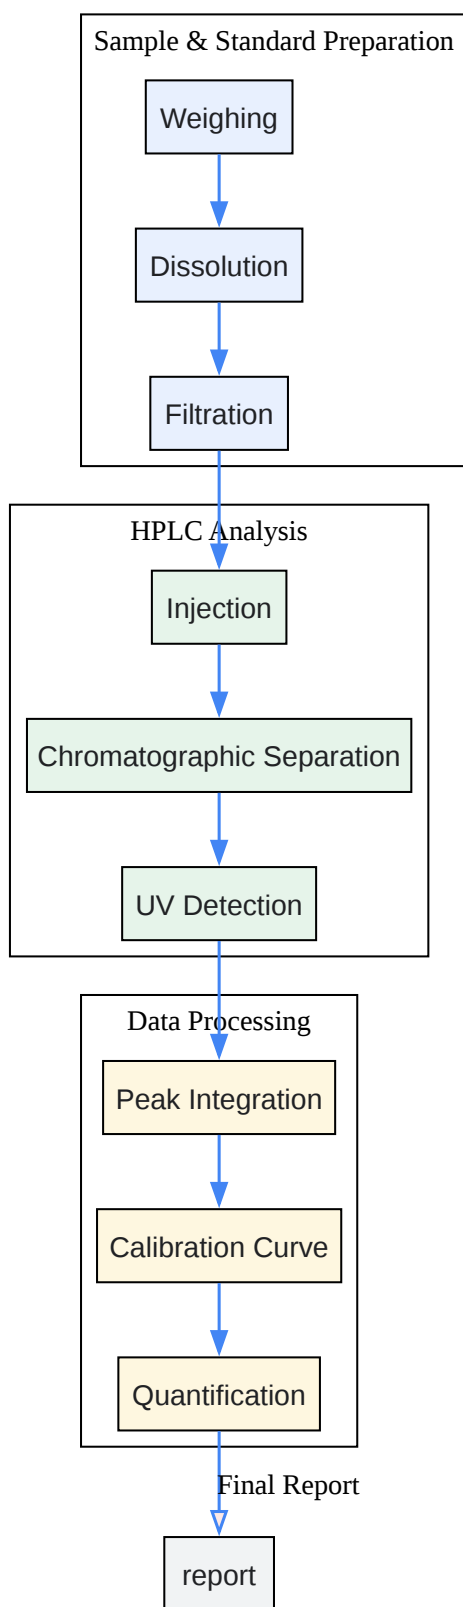 Sample & Standard Preparation
Weighing
Dissolution
Filtration
HPLC Analysis
Injection
Chromatographic Separation
UV Detection
Data Processing
Peak Integration
Calibration Curve
Quantification
Final Report
report